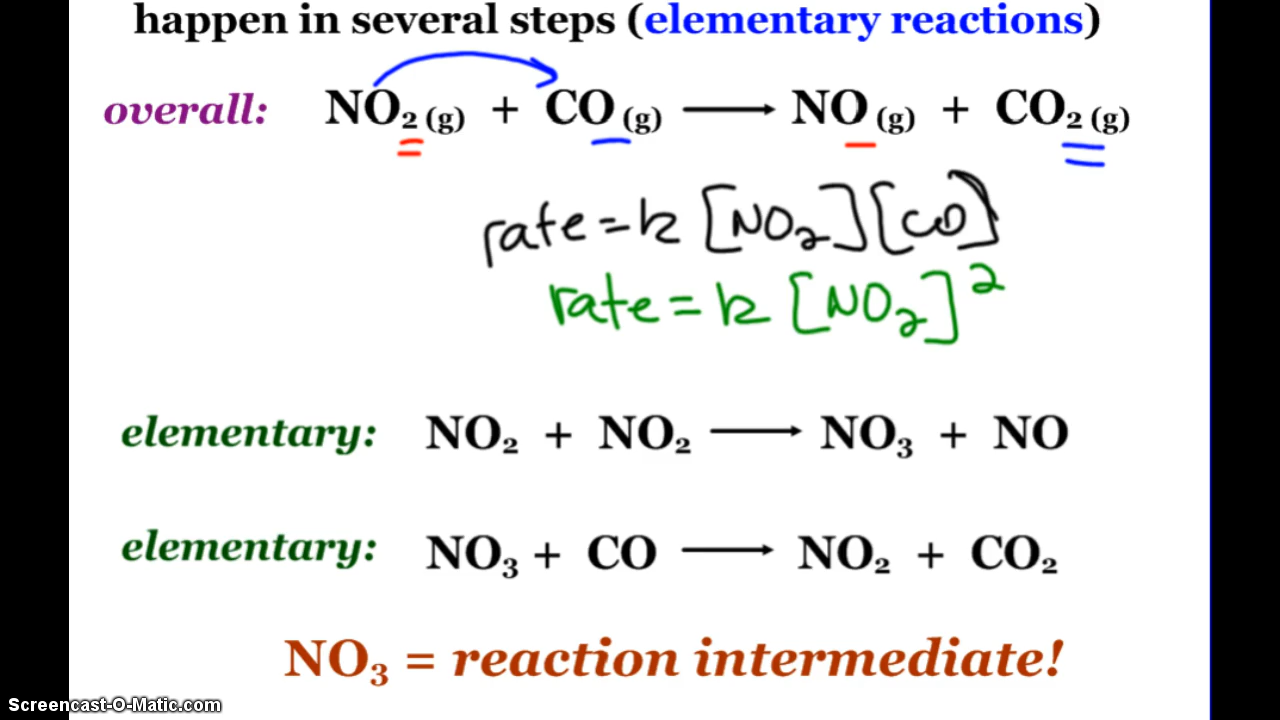 happen in several steps (elementary reactions)
overall: NO₂ (g) + CO (g) ⟶ NO (g) + CO₂ (g)
rate = k [NO₂][CO]
rate = k [NO₂]²
elementary: NO₂ + NO₂ ⟶ NO₃ + NO
elementary: NO₃ + CO ⟶ NO₂ + CO₂
NO₃ = reaction intermediate!
Screencast-O-Matic.com